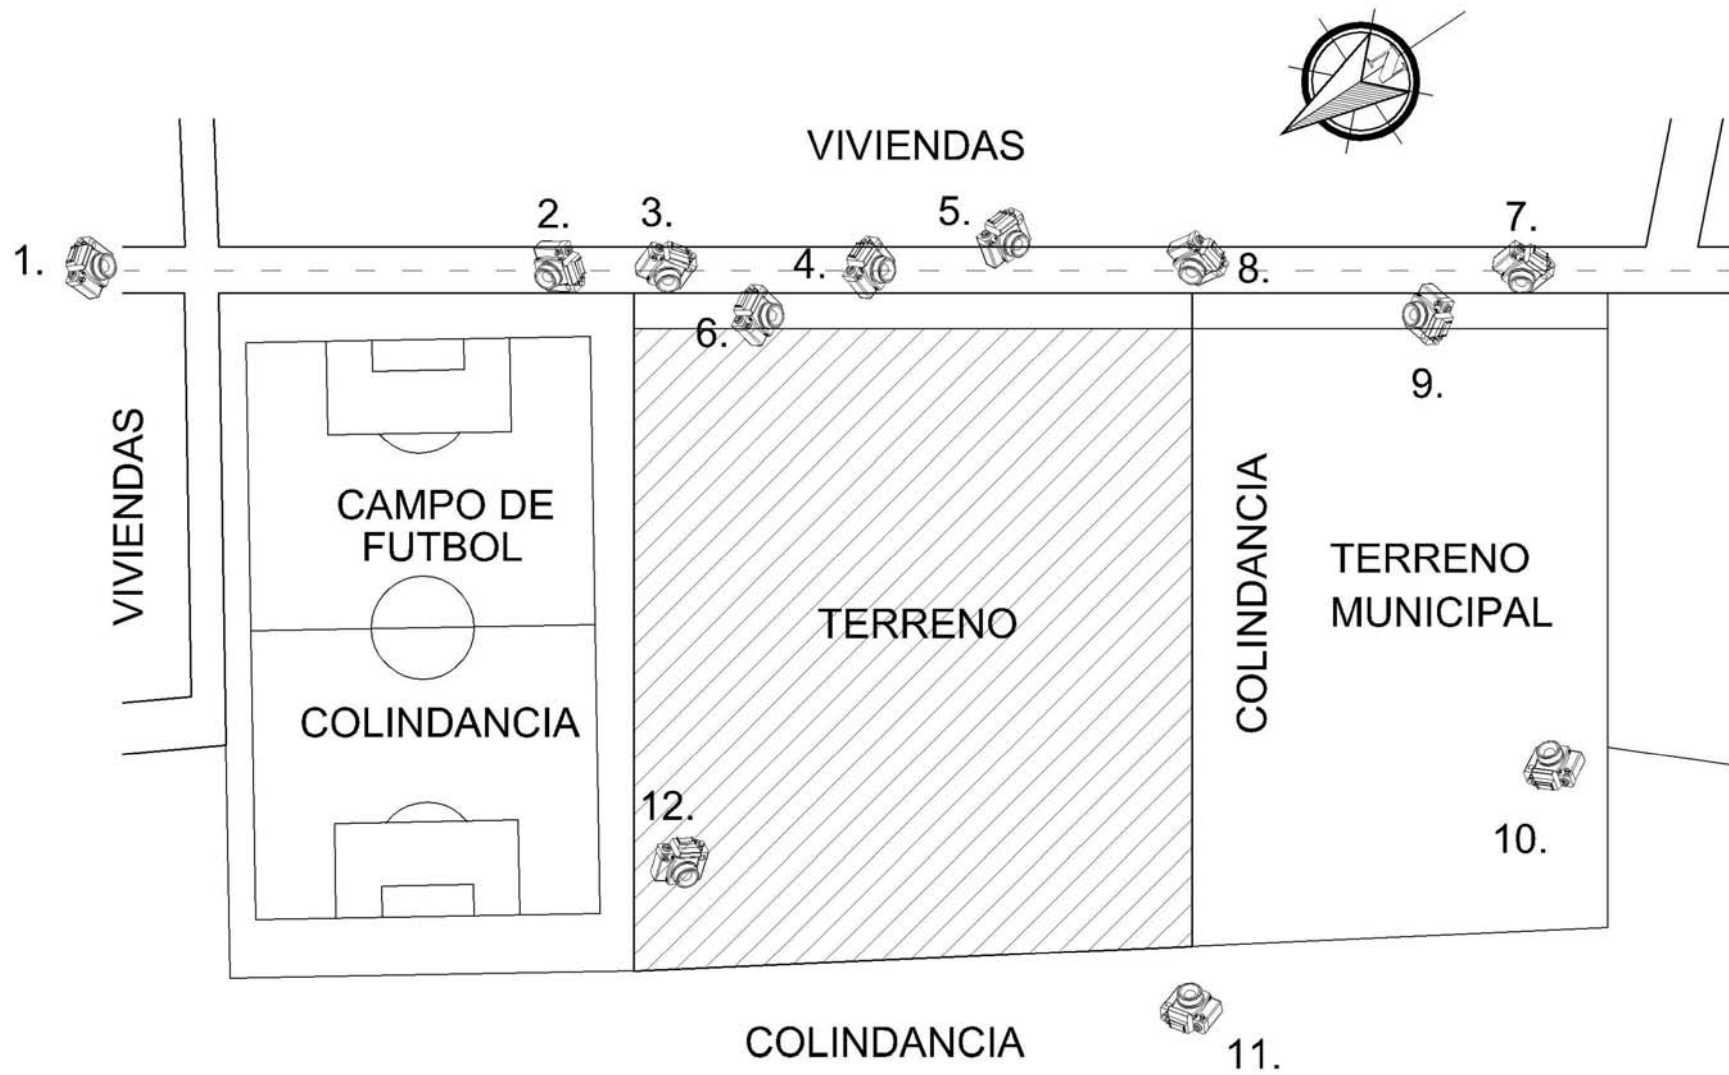 N
VIVIENDAS
1.
2.
3.
4.
5.
6.
7.
8.
9.
VIVIENDAS
CAMPO DE
FUTBOL
COLINDANCIA
TERRENO
COLINDANCIA
TERRENO
MUNICIPAL
12.
10.
COLINDANCIA
11.